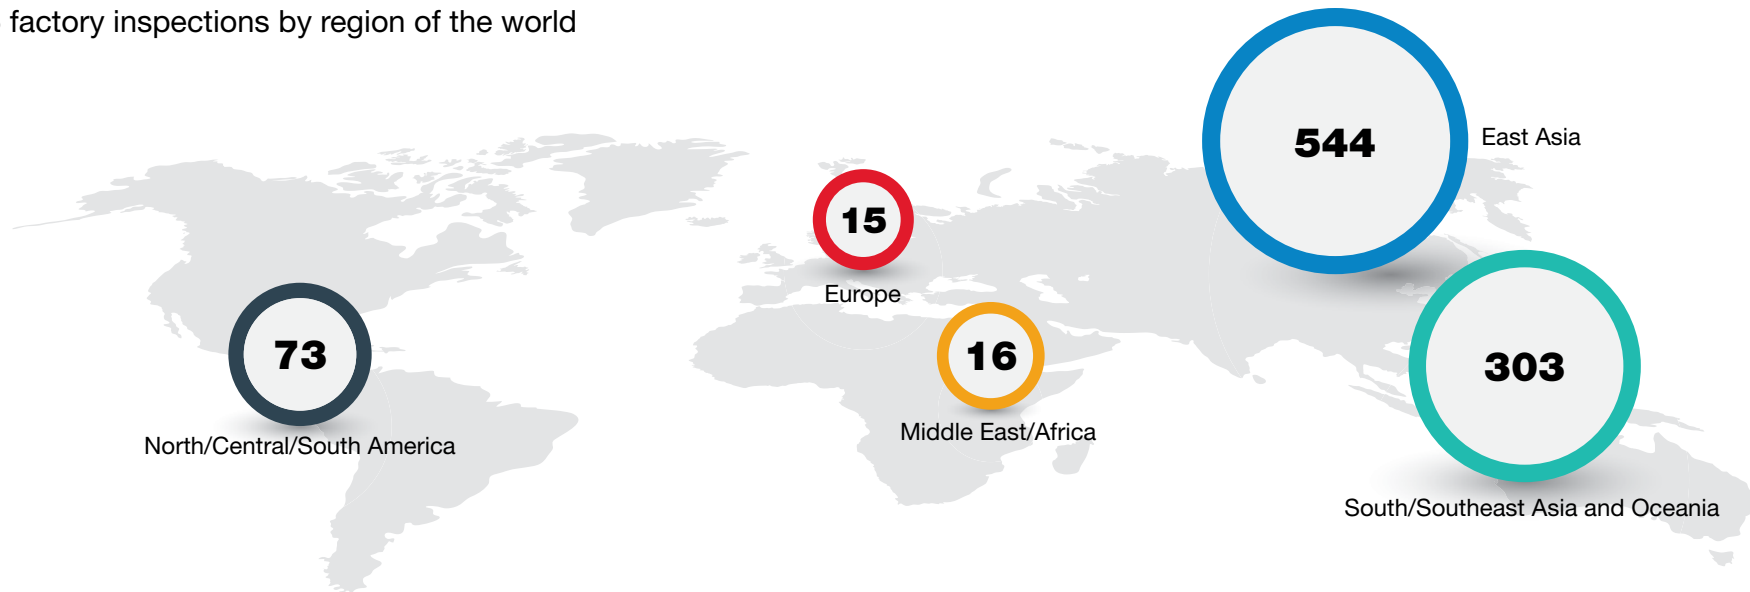 factory inspections by region of the world
544
East Asia
15
Europe
73
North/Central/South America
16
Middle East/Africa
303
South/Southeast Asia and Oceania